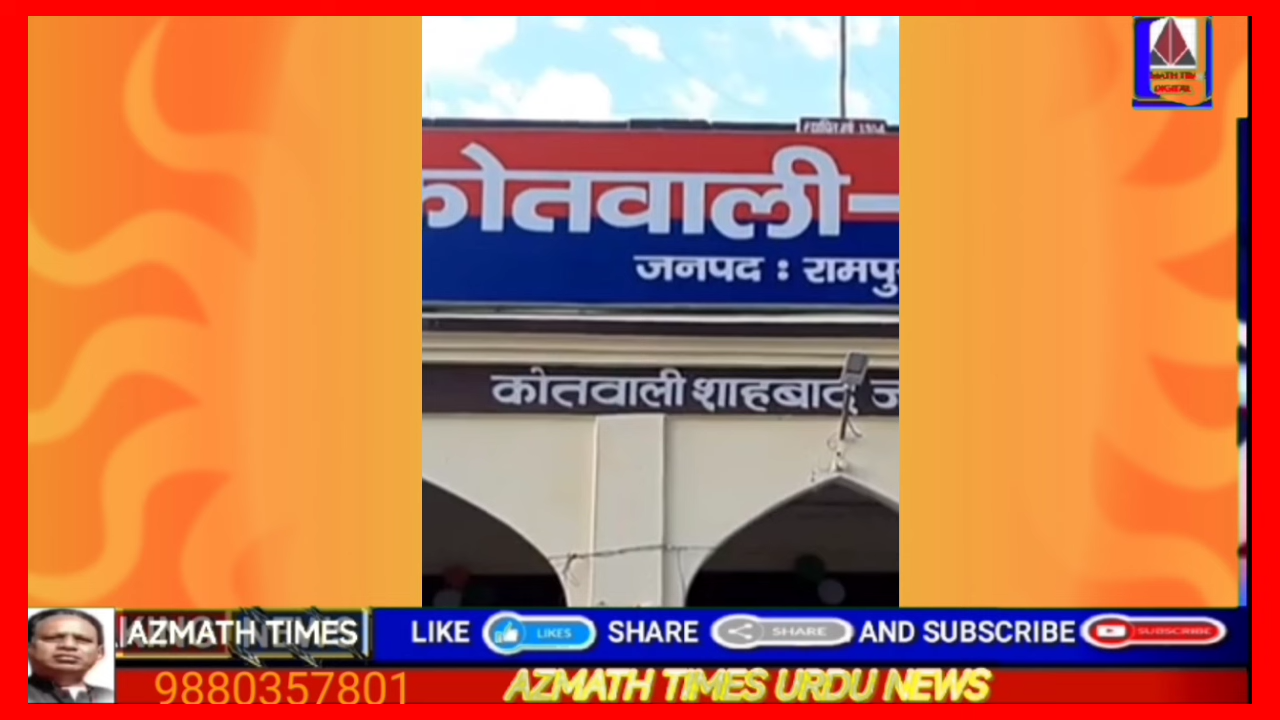 कोतवाली
जनपद : रामपु
कोतवाली शाहबाद ज
AZMATH TIMES
LIKE LIKES SHARE SHARE AND SUBSCRIBE SUBSCRIBE
9880357801
AZMATH TIMES URDU NEWS